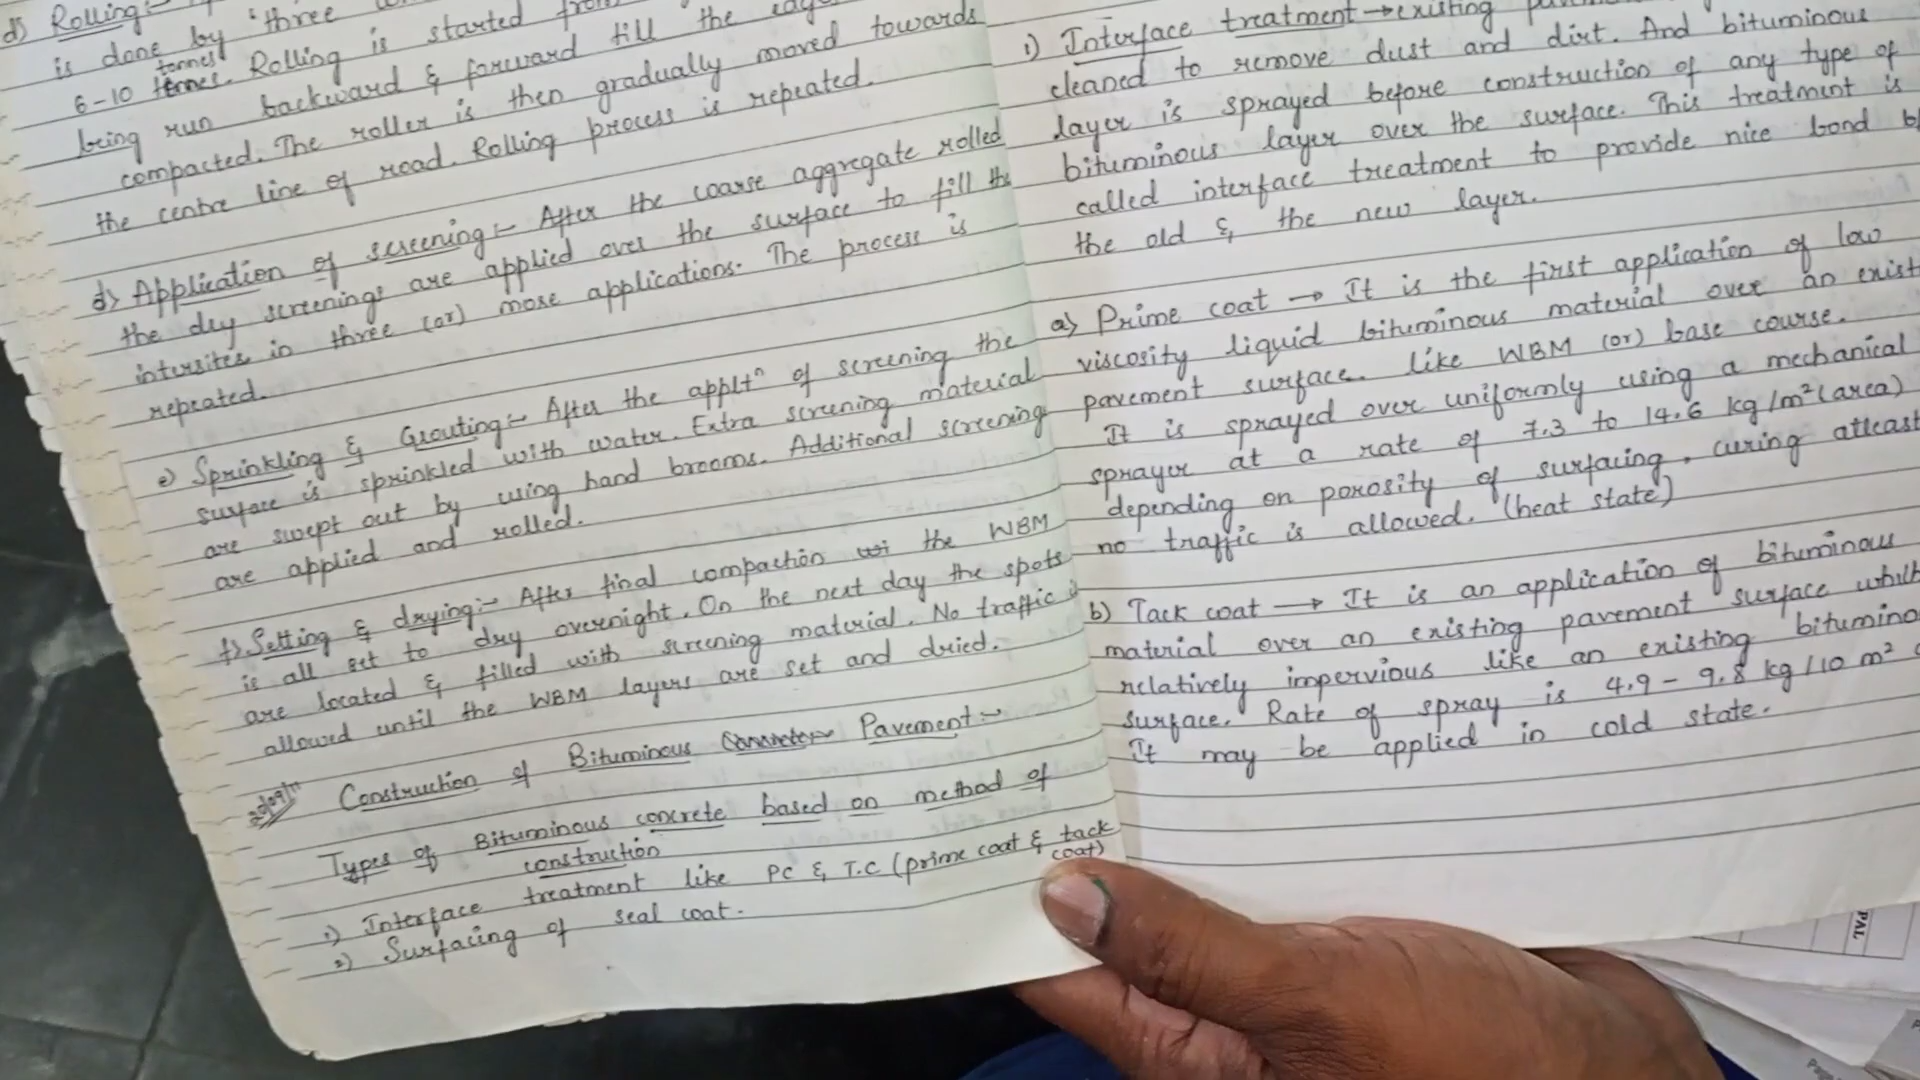 d) Rolling:-
is done by three
tonnel
6-10 Rolling is started from
being run backward & forward till the edge
compacted. The roller is then gradually moved towards
the centre line of road. Rolling process is repeated.
d) Application of screening:- After the coarse aggregate rolled
the dry screenings are applied over the surface to fill the
intersites in three (or) more applications. The process is
repeated.
e) Sprinkling & Grouting:- After the appltn of screening the
surface is sprinkled with water. Extra screening material
are swept out by using hand brooms. Additional screening
are applied and rolled.
f) Setting & drying:- After final compaction the WBM
is all set to dry overnight. On the next day the spots
are located & filled with screening material. No traffic is
allowed until the WBM layers are set and dried.
Construction of Bituminous Pavement:-
Types of Bituminous concrete based on method of
construction
1) Interface treatment like PC & T.C (prime coat & tack
coat)
2) Surfacing of seal coat.
1) Interface treatment → existing
cleaned to remove dust and dirt. And bituminous
layer is sprayed before construction of any type of
bituminous layer over the surface. This treatment is
called interface treatment to provide nice bond b/
the old & the new layer.
a) Prime coat → It is the first application of low
viscosity liquid bituminous material over an exist
pavement surface. like WBM (or) base course.
It is sprayed over uniformly using a mechanical
sprayer at a rate of 7.3 to 14.6 kg/m² (area)
depending on porosity of surfacing, curing atleast
no traffic is allowed. (heat state)
b) Tack coat → It is an application of bituminous
material over an existing pavement surface which
relatively impervious like an existing bitumino
surface. Rate of spray is 4.9 - 9.8 kg/10 m²
It may be applied in cold state.
PAL